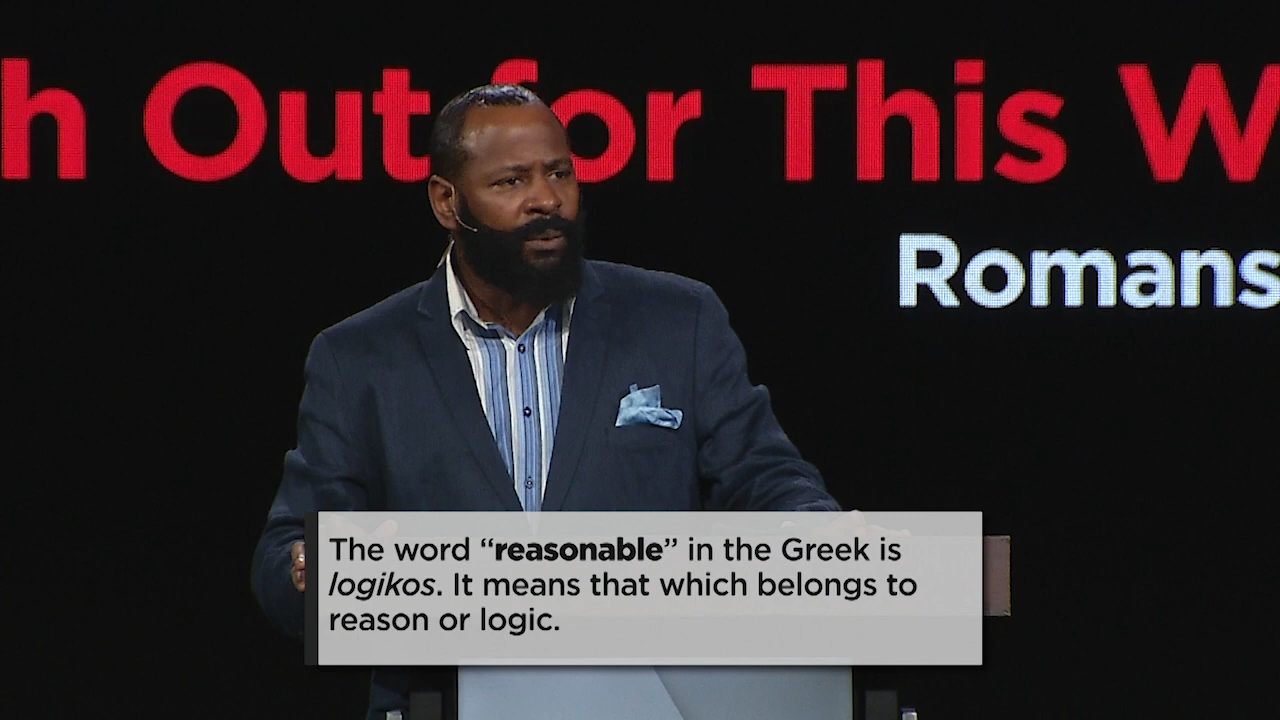 h Out for This W
Romans
The word “reasonable” in the Greek is
logikos. It means that which belongs to
reason or logic.